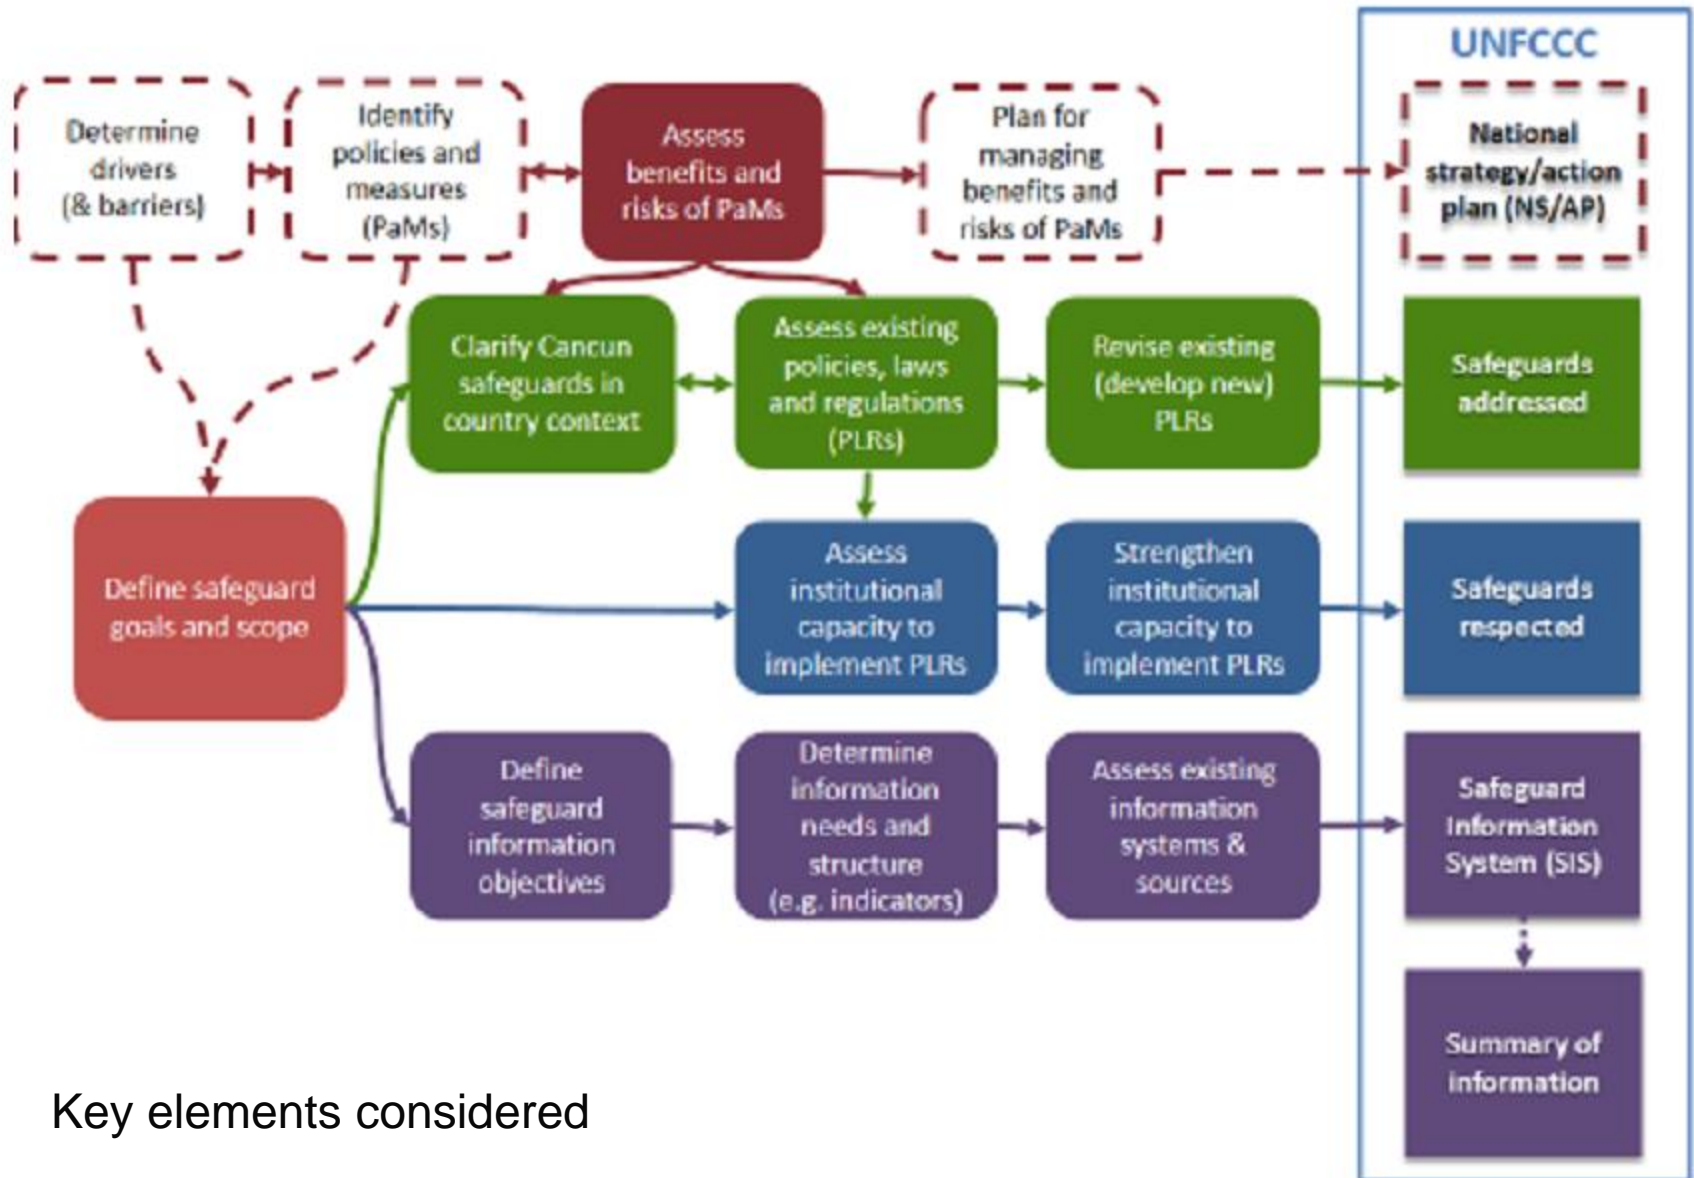 UNFCCC
Determine
drivers
(& barriers)
Identify
policies and
measures
(PaMs)
Assess
benefits and
risks of PaMs
Plan for
managing
benefits and
risks of PaMs
National
strategy/action
plan (NS/AP)
Clarify Cancun
safeguards in
country context
Assess existing
policies, laws
and regulations
(PLRs)
Revise existing
(develop new)
PLRs
Safeguards
addressed
Define safeguard
goals and scope
Assess
institutional
capacity to
implement PLRs
Strengthen
institutional
capacity to
implement PLRs
Safeguards
respected
Define
safeguard
information
objectives
Determine
information
needs and
structure
(e.g. indicators)
Assess existing
information
systems &
sources
Safeguard
Information
System (SIS)
Summary of
information
Key elements considered